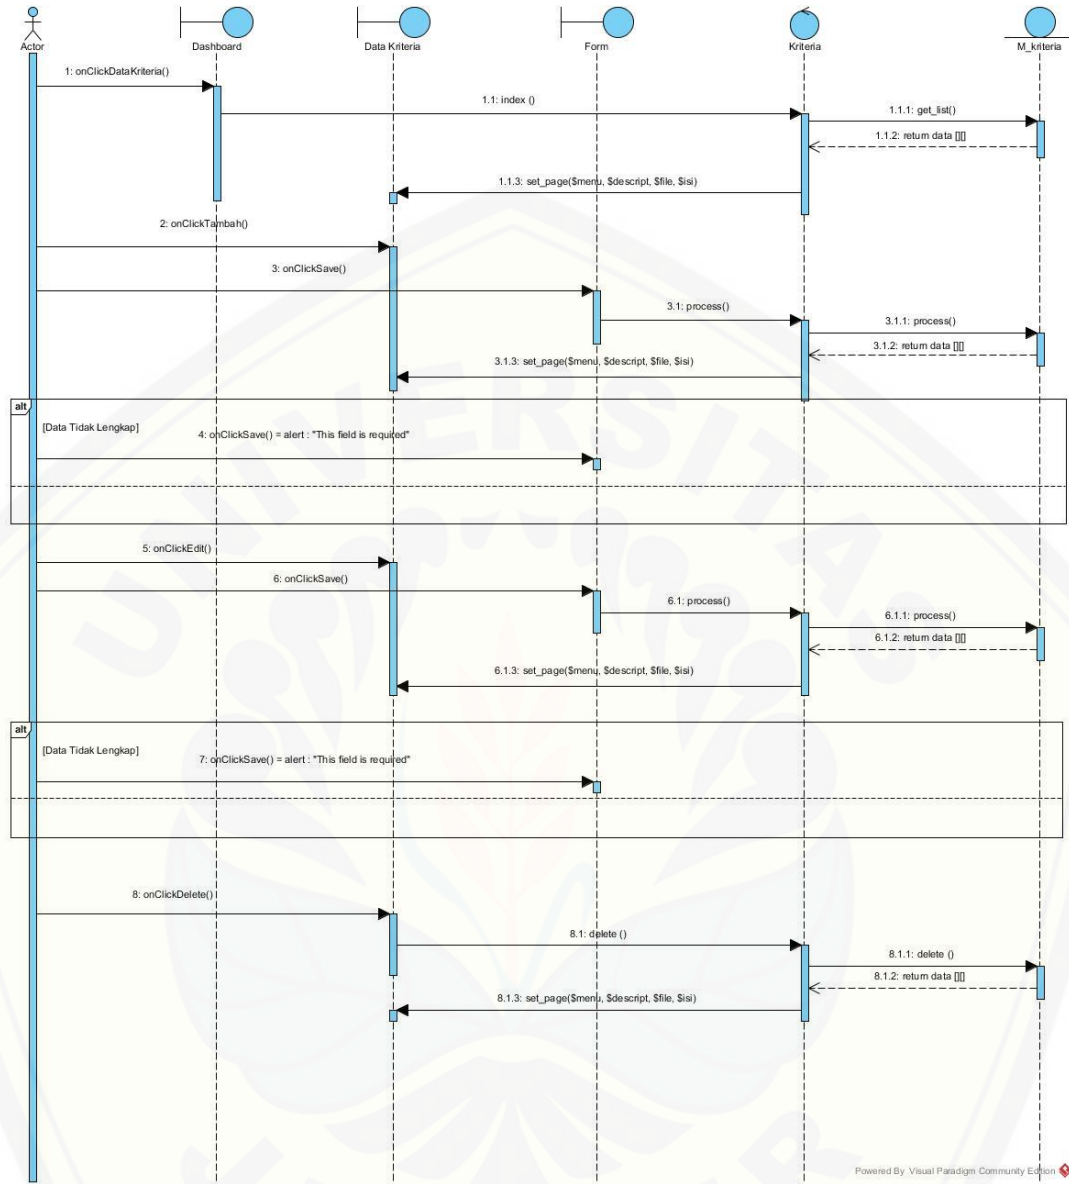 Actor
Dashboard
Data Kriteria
Form
Kriteria
M_kriteria
1: onClickDataKriteria()
1.1: index ()
1.1.1: get_list()
1.1.2: return data [][]
1.1.3: set_page($menu, $descript, $file, $isi)
2: onClickTambah()
3: onClickSave()
3.1: process()
3.1.1: process()
3.1.2: return data [][]
3.1.3: set_page($menu, $descript, $file, $isi)
alt
[Data Tidak Lengkap]
4: onClickSave() = alert : "This field is required"
5: onClickEdit()
6: onClickSave()
6.1: process()
6.1.1: process()
6.1.2: return data [][]
6.1.3: set_page($menu, $descript, $file, $isi)
alt
[Data Tidak Lengkap]
7: onClickSave() = alert : "This field is required"
8: onClickDelete()
8.1: delete ()
8.1.1: delete ()
8.1.2: return data [][]
8.1.3: set_page($menu, $descript, $file, $isi)
UNIVERSITAS
Powered By Visual Paradigm Community Edition